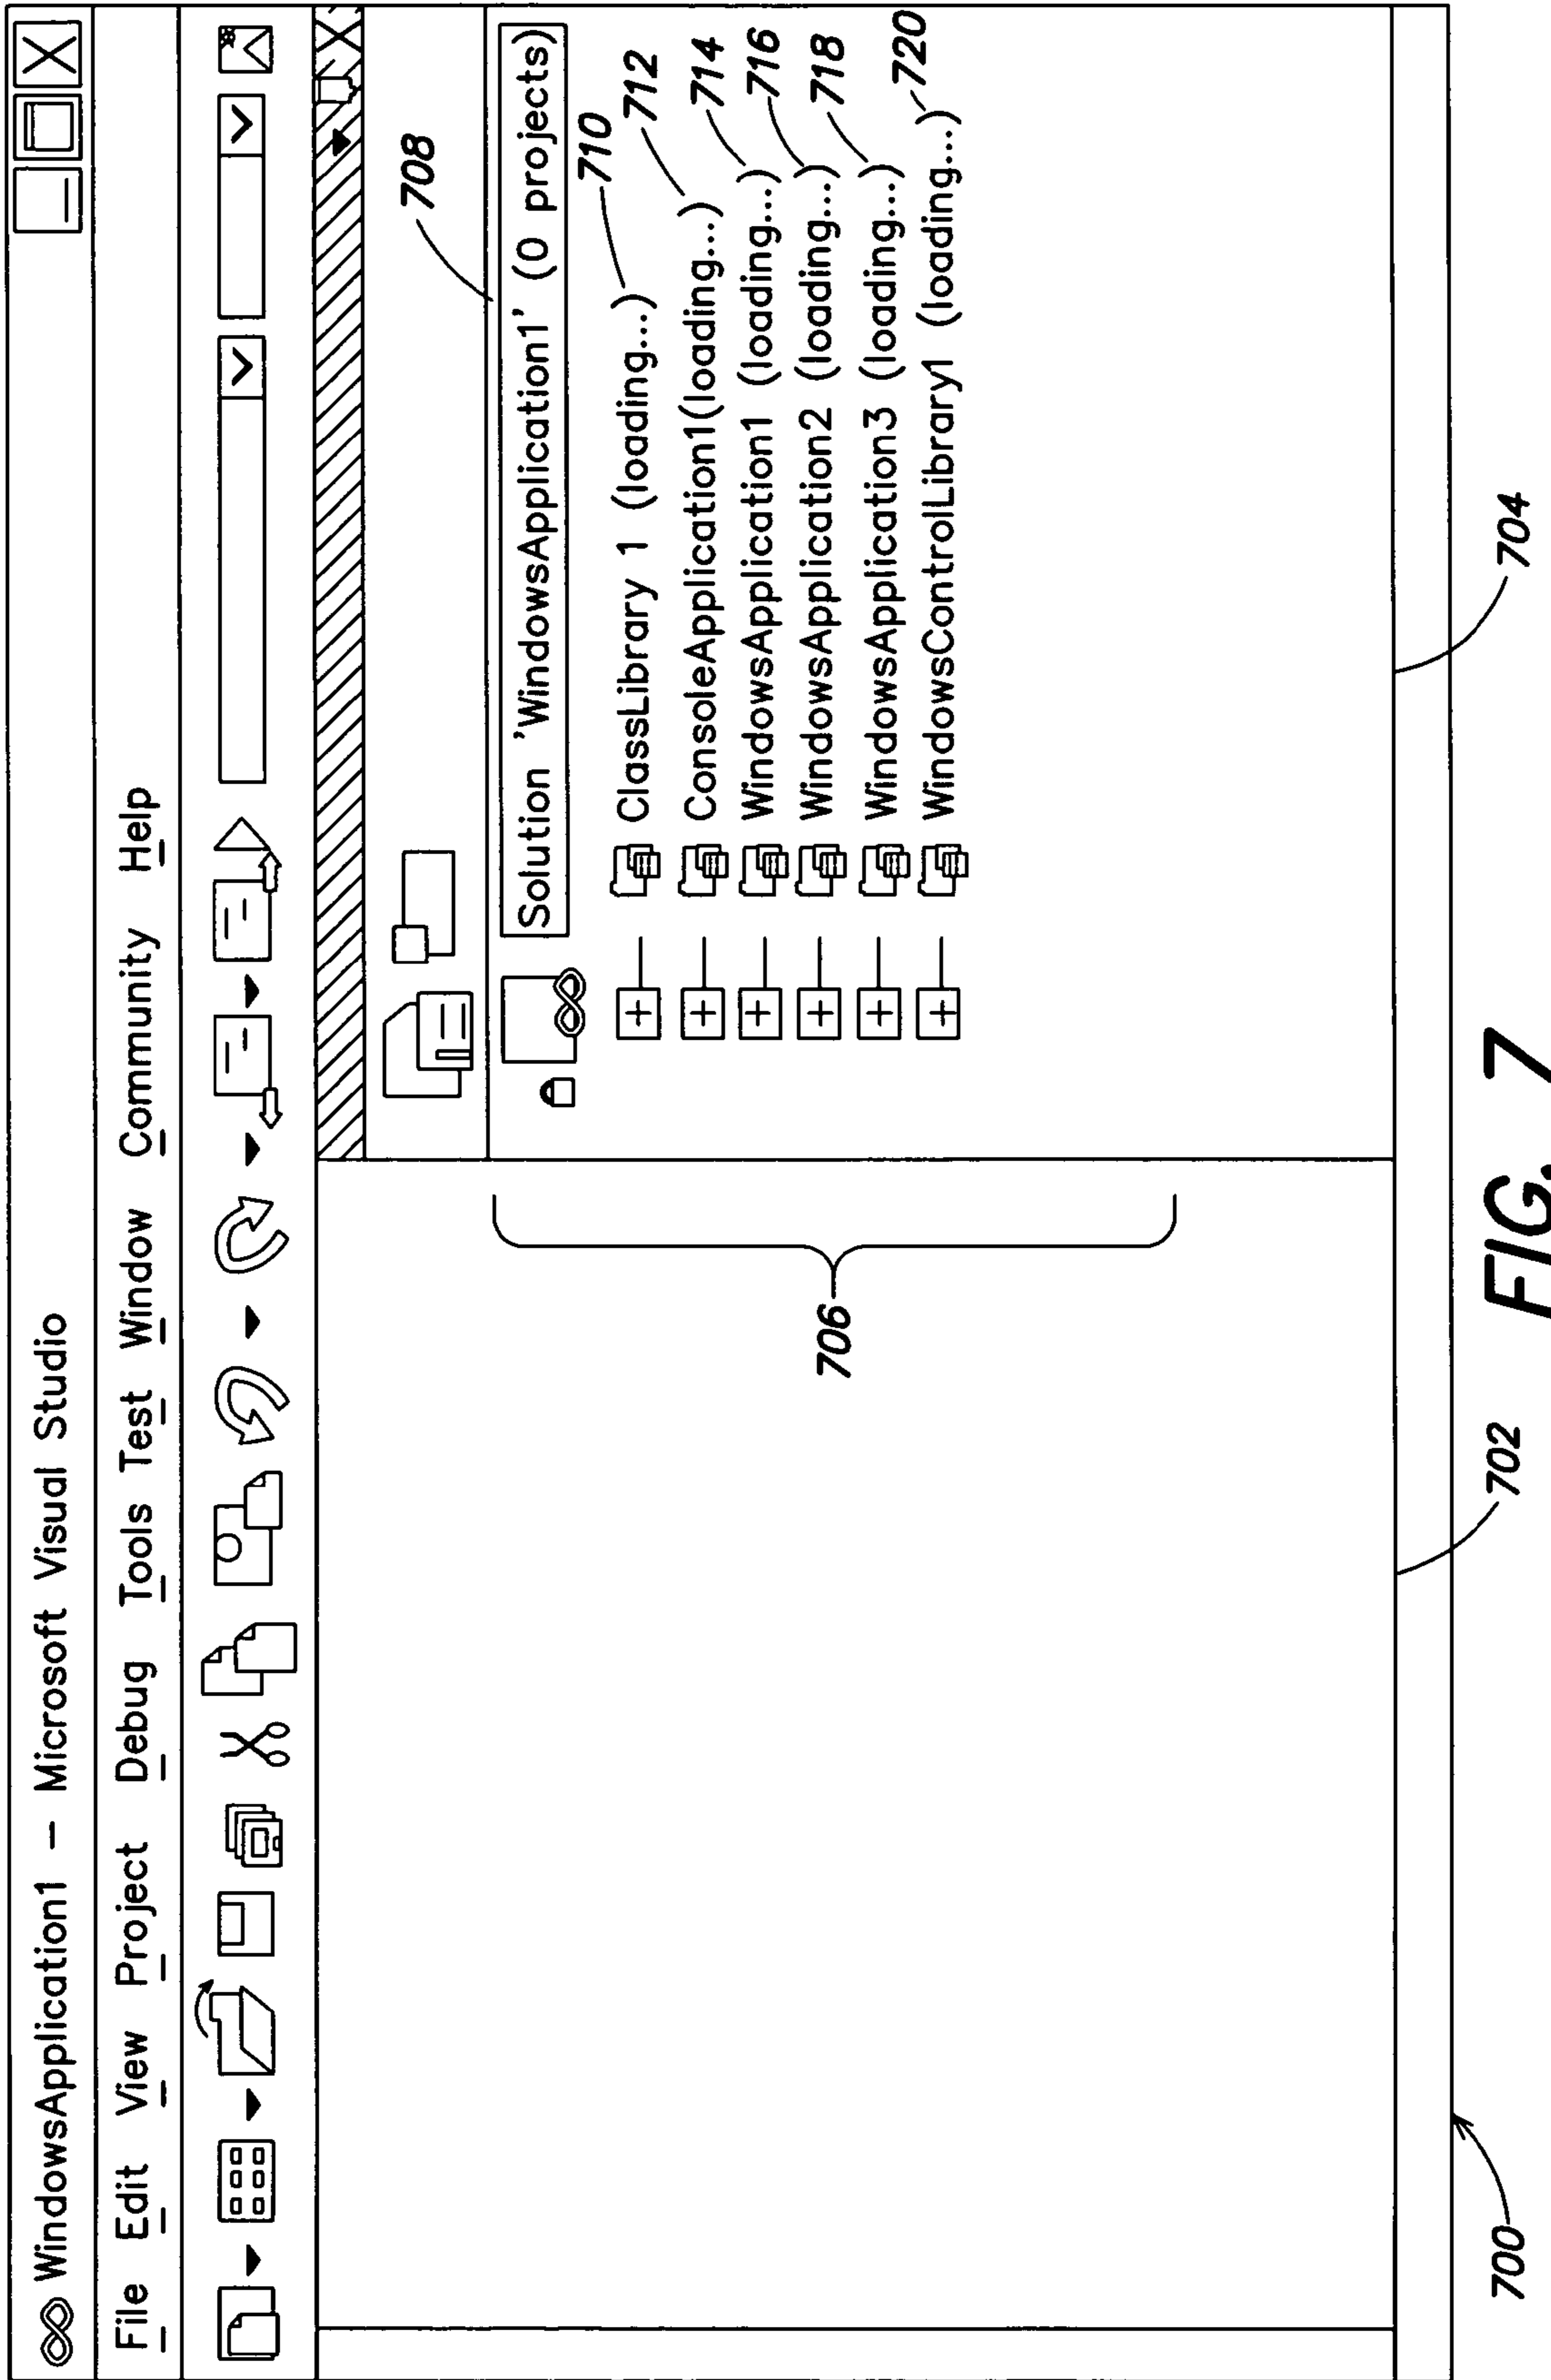 WindowsApplication1 – Microsoft Visual Studio
File Edit View Project Debug Tools Test Window Community Help
708
Solution 'WindowsApplication1' (0 projects)
710
ClassLibrary 1 (loading...)
712
ConsoleApplication1(loading...)
714
WindowsApplication1 (loading...)
716
WindowsApplication2 (loading...)
718
WindowsApplication3 (loading...)
720
WindowsControlLibrary1 (loading...)
706
700
702
704
FIG. 7